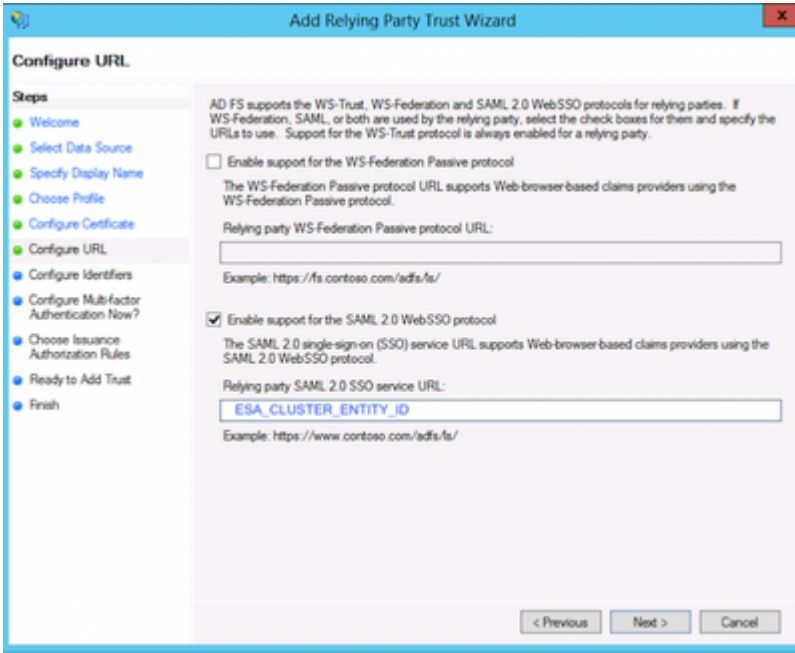 Add Relying Party Trust Wizard
x
Configure URL
Steps
Welcome
Select Data Source
Specify Display Name
Choose Profile
Configure Certificate
Configure URL
Configure Identifiers
Configure Multi-factor
Authentication Now?
Choose Issuance
Authorization Rules
Ready to Add Trust
Finish
AD FS supports the WS-Trust, WS-Federation and SAML 2.0 WebSSO protocols for relying parties. If
WS-Federation, SAML, or both are used by the relying party, select the check boxes for them and specify the
URLs to use. Support for the WS-Trust protocol is always enabled for a relying party.
Enable support for the WS-Federation Passive protocol
The WS-Federation Passive protocol URL supports Web-browser-based claims providers using the
WS-Federation Passive protocol.
Relying party WS-Federation Passive protocol URL:
Example: https://fs.contoso.com/adfs/ls/
Enable support for the SAML 2.0 WebSSO protocol
The SAML 2.0 single-sign-on (SSO) service URL supports Web-browser-based claims providers using the
SAML 2.0 WebSSO protocol.
Relying party SAML 2.0 SSO service URL:
ESA_CLUSTER_ENTITY_ID
Example: https://www.contoso.com/adfs/ls/
< Previous
Next >
Cancel